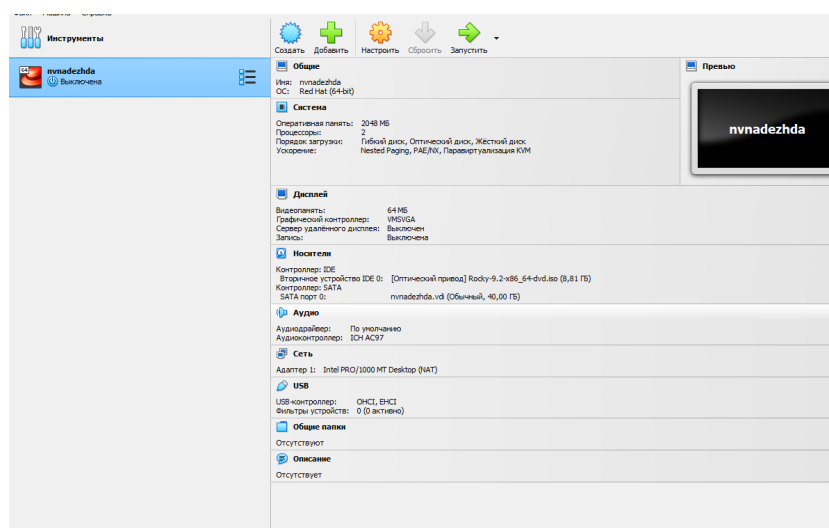 Инструменты
Создать Добавить Настроить Сбросить Запустить
64
nvnadezhda
Выключена
Общие
Имя: nvnadezhda
ОС: Red Hat (64-bit)
Превью
nvnadezhda
Система
Оперативная память: 2048 МБ
Процессоры: 2
Порядок загрузки: Гибкий диск, Оптический диск, Жёсткий диск
Ускорение: Nested Paging, PAE/NX, Паравиртуализация KVM
Дисплей
Видеопамять: 64 МБ
Графический контроллер: VMSVGA
Сервер удалённого дисплея: Выключен
Запись: Выключена
Носители
Контроллер: IDE
Вторичное устройство IDE 0: [Оптический привод] Rocky-9.2-x86_64-dvd.iso (8,81 ГБ)
Контроллер: SATA
SATA порт 0: nvnadezhda.vdi (Обычный, 40,00 ГБ)
Аудио
Аудиодрайвер: По умолчанию
Аудиоконтроллер: ICH AC97
Сеть
Адаптер 1: Intel PRO/1000 MT Desktop (NAT)
USB
USB-контроллер: OHCI, EHCI
Фильтры устройств: 0 (0 активно)
Общие папки
Отсутствуют
Описание
Отсутствует